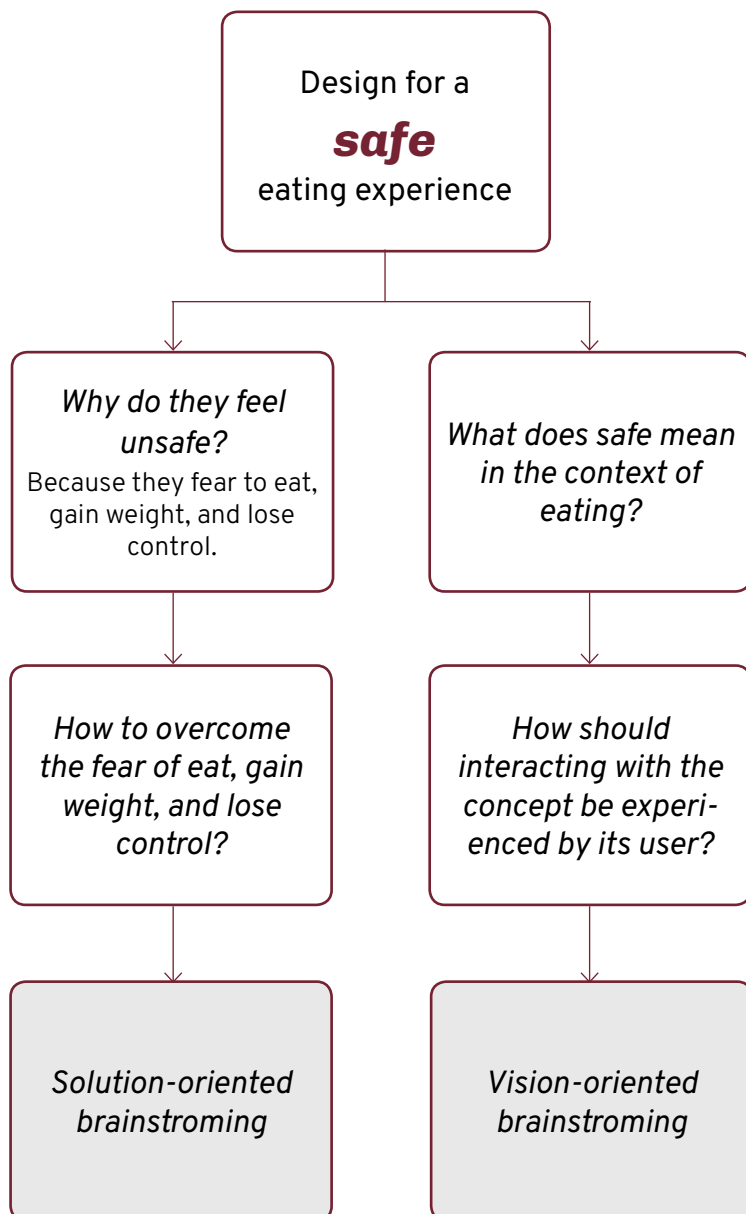 Design for a
safe
eating experience
Why do they feel
unsafe?
Because they fear to eat,
gain weight, and lose
control.
What does safe mean
in the context of
eating?
How to overcome
the fear of eat, gain
weight, and lose
control?
How should
interacting with the
concept be experi-
enced by its user?
Solution-oriented
brainstroming
Vision-oriented
brainstroming